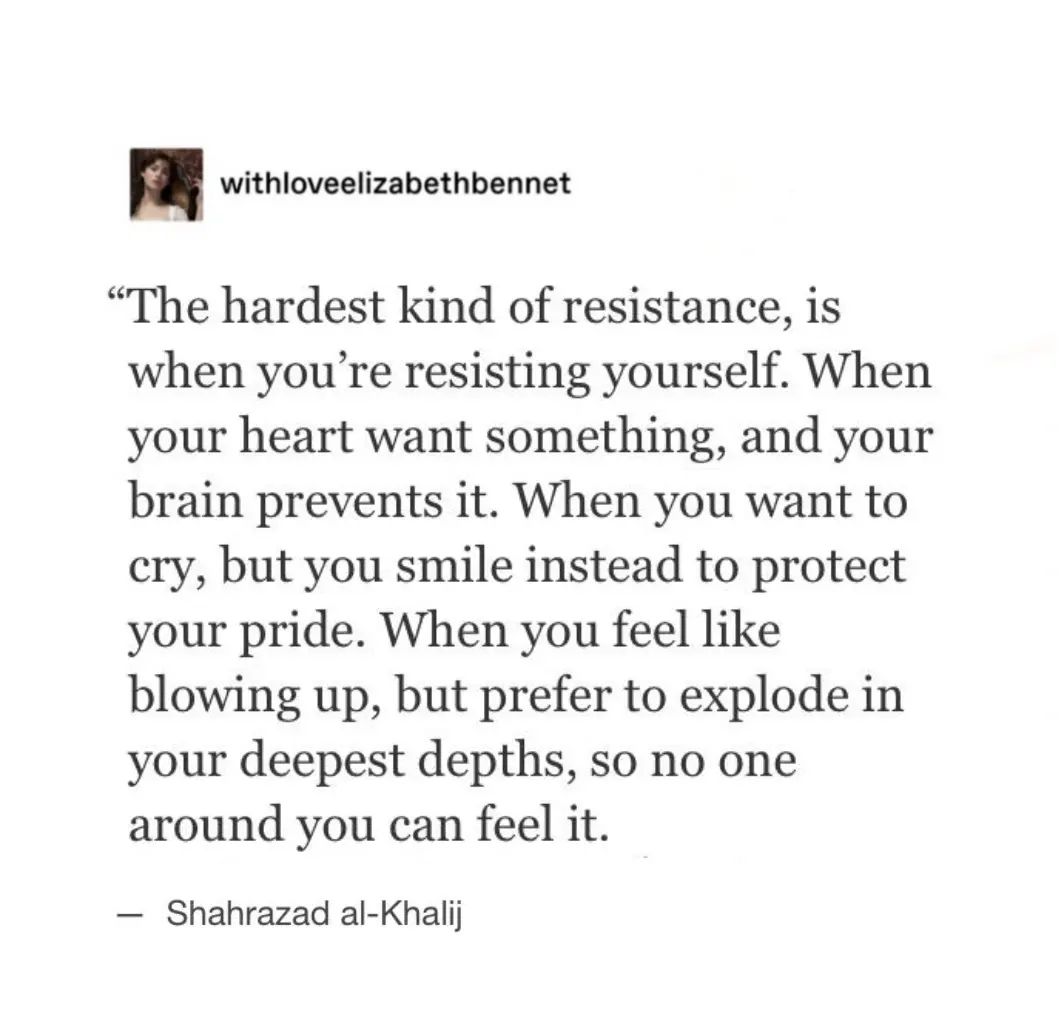 withloveelizabethbennet
“The hardest kind of resistance, is
when you’re resisting yourself. When
your heart want something, and your
brain prevents it. When you want to
cry, but you smile instead to protect
your pride. When you feel like
blowing up, but prefer to explode in
your deepest depths, so no one
around you can feel it.
— Shahrazad al-Khalij